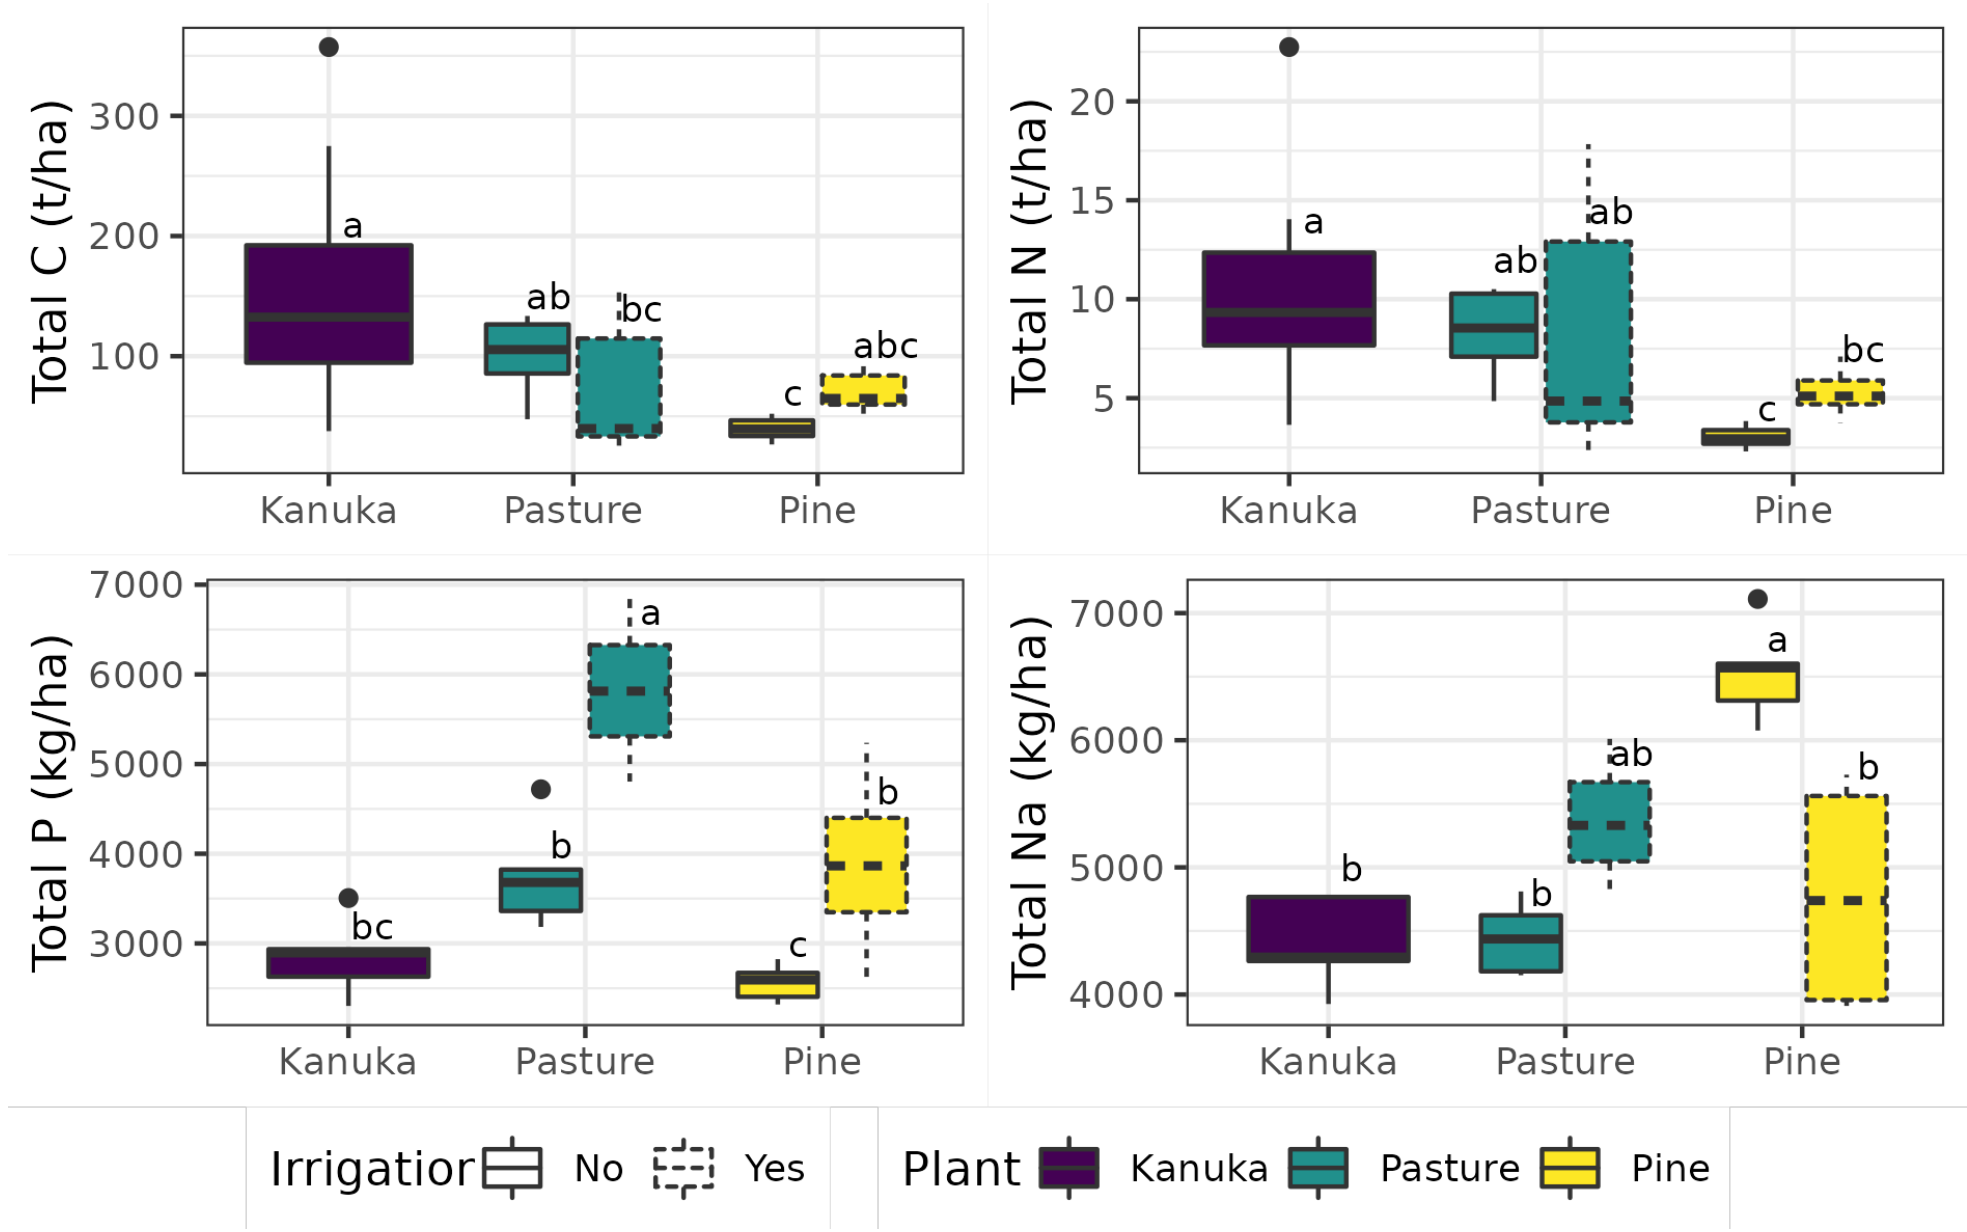 Total C (t/ha)
300
200
100
a
ab
bc
c
abc
Kanuka Pasture Pine
Total N (t/ha)
20
15
10
5
a
ab
ab
c
bc
Kanuka Pasture Pine
Total P (kg/ha)
7000
6000
5000
4000
3000
bc
b
a
c
b
Kanuka Pasture Pine
Total Na (kg/ha)
7000
6000
5000
4000
b
b
ab
a
b
Kanuka Pasture Pine
Irrigation No Yes
Plant Kanuka Pasture Pine